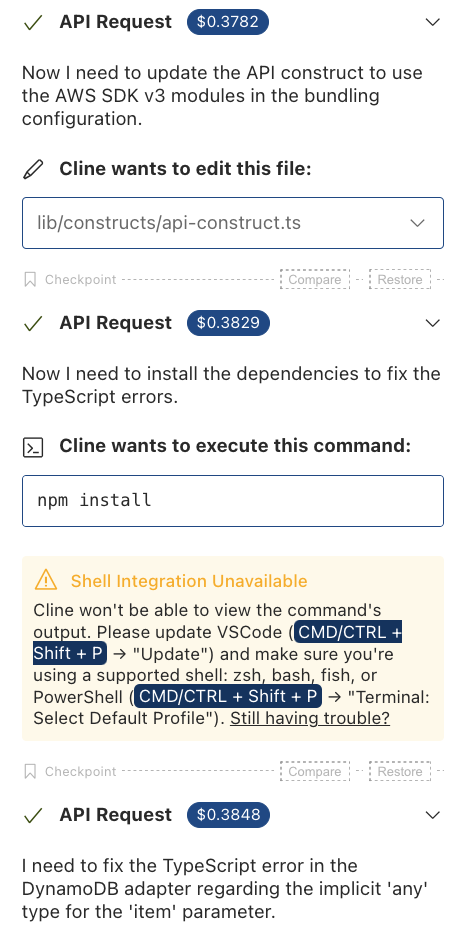 API Request $0.3782
Now I need to update the API construct to use
the AWS SDK v3 modules in the bundling
configuration.
Cline wants to edit this file:
lib/constructs/api-construct.ts
Checkpoint Compare Restore
API Request $0.3829
Now I need to install the dependencies to fix the
TypeScript errors.
Cline wants to execute this command:
npm install
Shell Integration Unavailable
Cline won't be able to view the command's
output. Please update VSCode (CMD/CTRL +
Shift + P → "Update") and make sure you're
using a supported shell: zsh, bash, fish, or
PowerShell (CMD/CTRL + Shift + P → "Terminal:
Select Default Profile"). Still having trouble?
Checkpoint Compare Restore
API Request $0.3848
I need to fix the TypeScript error in the
DynamoDB adapter regarding the implicit 'any'
type for the 'item' parameter.